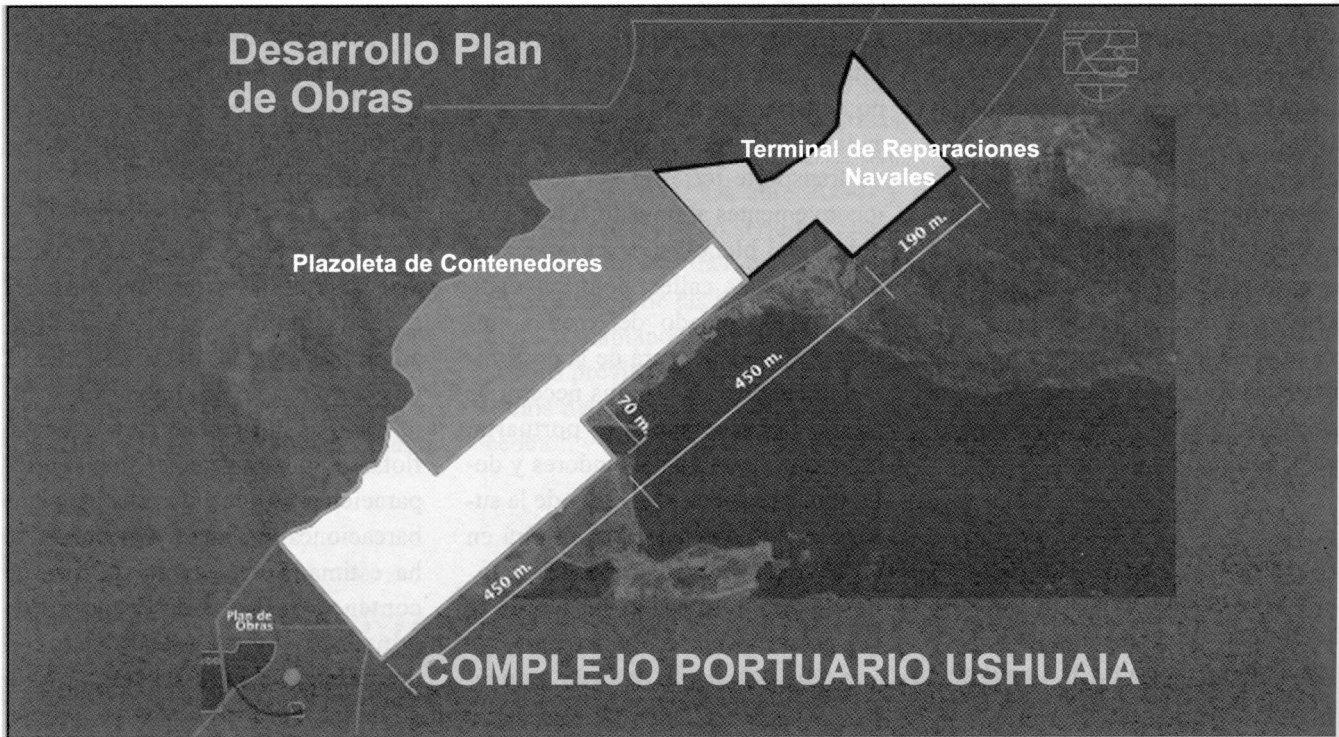 Desarrollo Plan
de Obras
Terminal de Reparaciones
Navales
190 m.
Plazoleta de Contenedores
450 m.
70 m.
450 m.
Plan de
Obras
COMPLEJO PORTUARIO USHUAIA